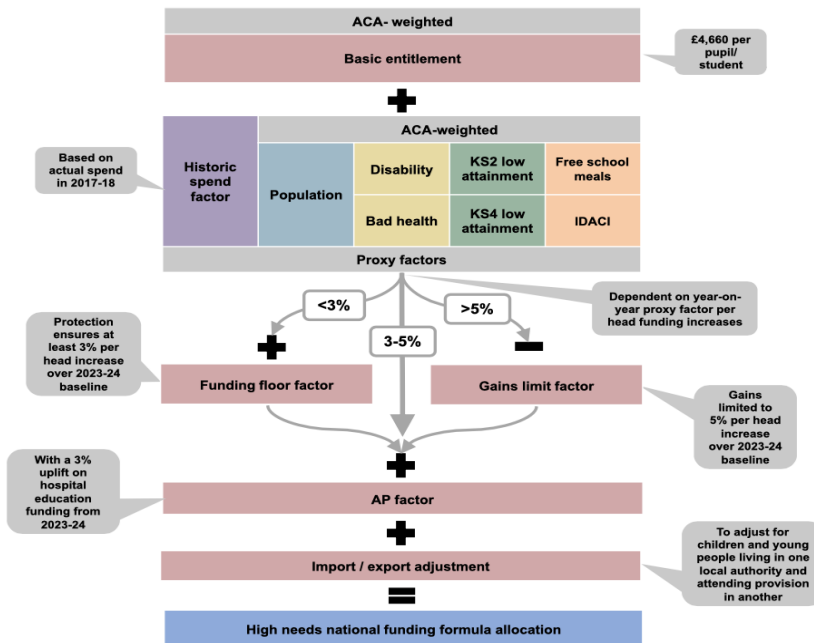 ACA- weighted
Basic entitlement
£4,660 per
pupil/
student
Based on
actual spend
in 2017-18
Historic
spend
factor
ACA-weighted
Population
Disability
KS2 low
attainment
Free school
meals
Bad health
KS4 low
attainment
IDACI
Proxy factors
<3%
3-5%
>5%
Dependent on year-on-
year proxy factor per
head funding increases
Protection
ensures at
least 3% per
head increase
over 2023-24
baseline
Funding floor factor
Gains limit factor
Gains
limited to
5% per head
increase
over 2023-24
baseline
With a 3%
uplift on
hospital
education
funding from
2023-24
AP factor
Import / export adjustment
To adjust for
children and young
people living in one
local authority and
attending provision
in another
High needs national funding formula allocation